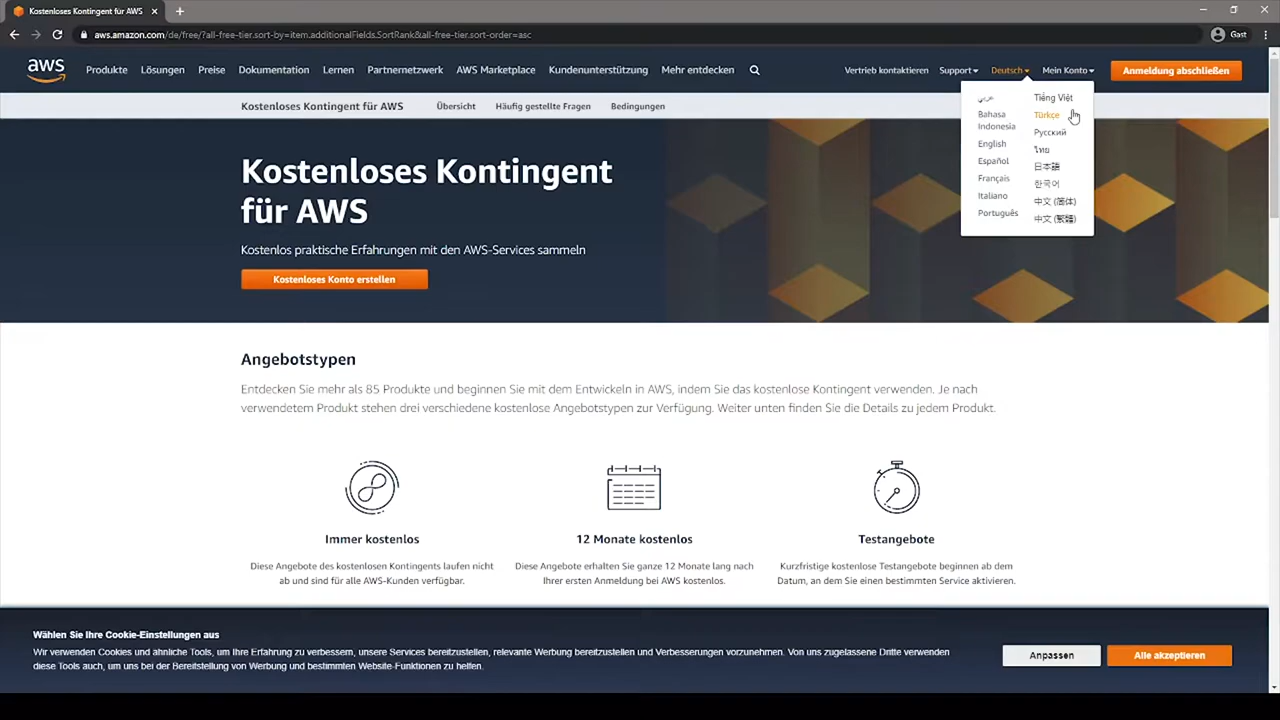 Kostenloses Kontingent für AWS
aws.amazon.com/de/free/?all-free-tier.sort-by=item.additionalFields.SortRank&all-free-tier.sort-order=asc
Gast
aws
Produkte
Lösungen
Preise
Dokumentation
Lernen
Partnernetzwerk
AWS Marketplace
Kundenunterstützung
Mehr entdecken
Vertrieb kontaktieren
Support
Deutsch
Mein Konto
Anmeldung abschließen
Kostenloses Kontingent für AWS
Übersicht
Häufig gestellte Fragen
Bedingungen
عربي
Bahasa
Indonesia
English
Español
Français
Italiano
Português
Tiếng Việt
Türkçe
Ρусский
ไทย
日本語
한국어
中文 (简体)
中文 (繁體)
Kostenloses Kontingent
für AWS
Kostenlos praktische Erfahrungen mit den AWS-Services sammeln
Kostenloses Konto erstellen
Angebotstypen
Entdecken Sie mehr als 85 Produkte und beginnen Sie mit dem Entwickeln in AWS, indem Sie das kostenlose Kontingent verwenden. Je nach
verwendetem Produkt stehen drei verschiedene kostenlose Angebotstypen zur Verfügung. Weiter unten finden Sie die Details zu jedem Produkt.
Immer kostenlos
Diese Angebote des kostenlosen Kontingents laufen nicht
ab und sind für alle AWS-Kunden verfügbar.
12 Monate kostenlos
Diese Angebote erhalten Sie ganze 12 Monate lang nach
Ihrer ersten Anmeldung bei AWS kostenlos.
Testangebote
Kurzfristige kostenlose Testangebote beginnen ab dem
Datum, an dem Sie einen bestimmten Service aktivieren.
Wählen Sie Ihre Cookie-Einstellungen aus
Wir verwenden Cookies und ähnliche Tools, um Ihre Erfahrung zu verbessern, unsere Services bereitzustellen, relevante Werbung bereitzustellen und Verbesserungen vorzunehmen. Von uns zugelassene Dritte verwenden
diese Tools auch, um uns bei der Bereitstellung von Werbung und bestimmten Website-Funktionen zu helfen.
Anpassen
Alle akzeptieren